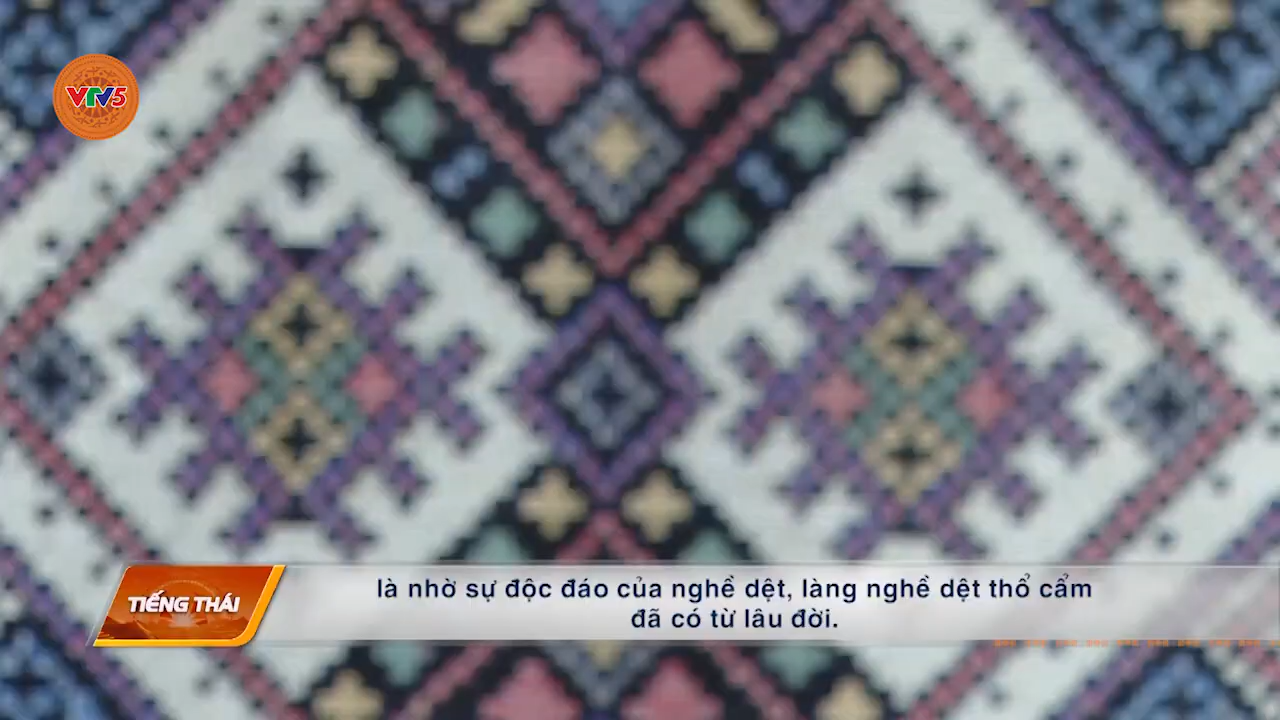 VTV5
TIẾNG THÁI
là nhờ sự độc đáo của nghề dệt, làng nghề dệt thổ cẩm
đã có từ lâu đời.